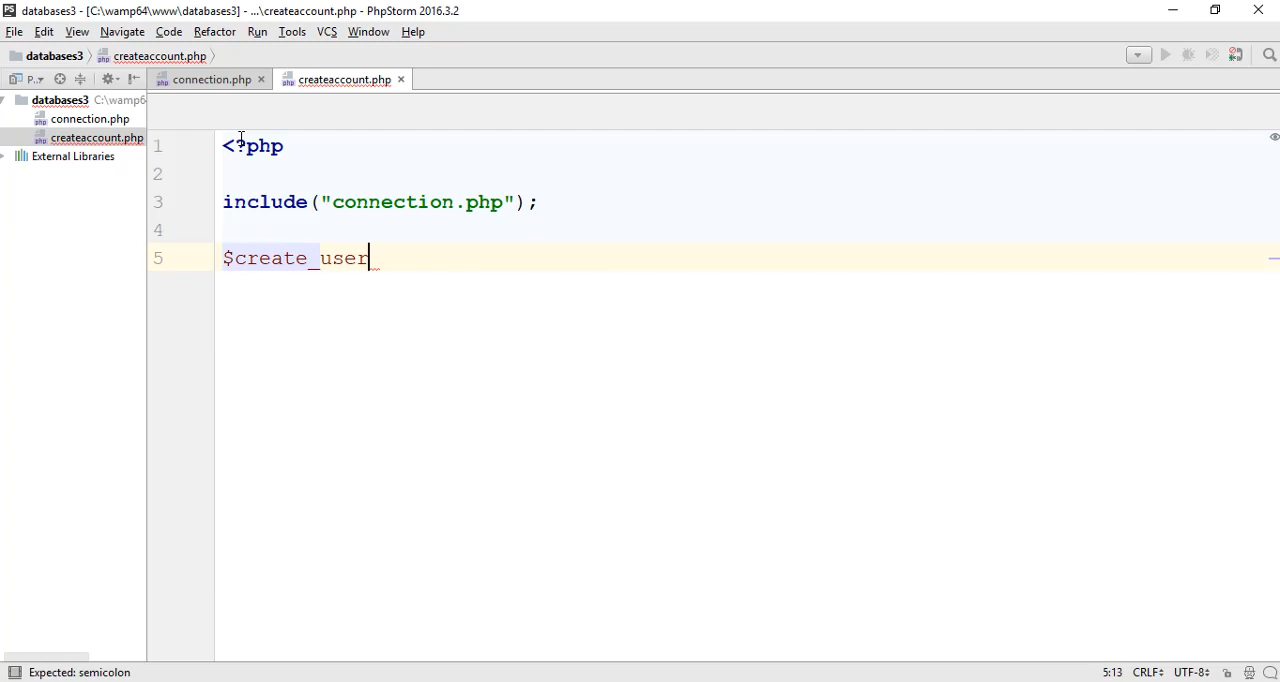 databases3 - [C:\wamp64\www\databases3] - ...\createaccount.php - PhpStorm 2016.3.2
File Edit View Navigate Code Refactor Run Tools VCS Window Help
databases3 createaccount.php
P.. connection.php createaccount.php
databases3 C:\wamp6
connection.php
createaccount.php
External Libraries
1 <?php
2
3 include("connection.php");
4
5 $create_user
Expected: semicolon 5:13 CRLF UTF-8